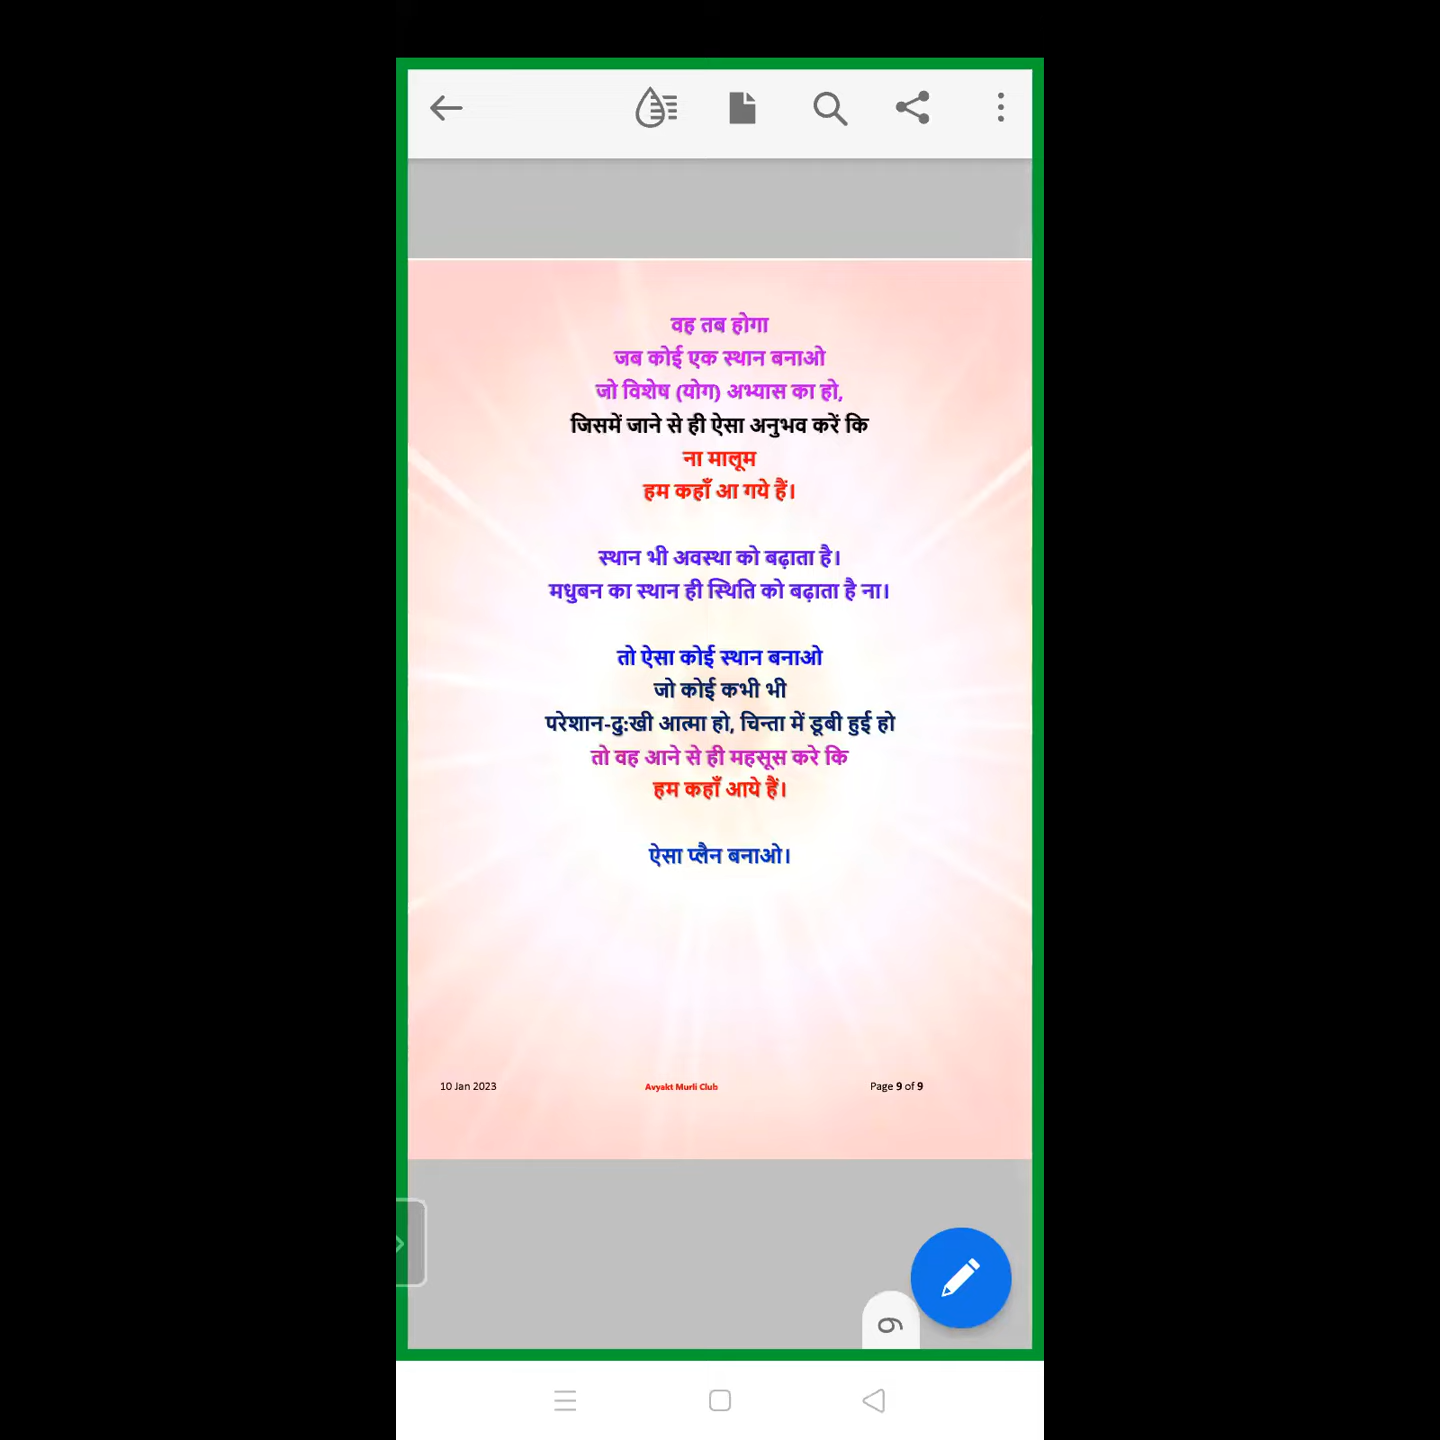 वह तब होगा
जब कोई एक स्थान बनाओ
जो विशेष (योग) अभ्यास का हो,
जिसमें जाने से ही ऐसा अनुभव करें कि
ना मालूम
हम कहाँ आ गये हैं।
स्थान भी अवस्था को बढ़ाता है।
मधुबन का स्थान ही स्थिति को बढ़ाता है ना।
तो ऐसा कोई स्थान बनाओ
जो कोई कभी भी
परेशान-दु:खी आत्मा हो, चिन्ता में डूबी हुई हो
तो वह आने से ही महसूस करे कि
हम कहाँ आये हैं।
ऐसा प्लैन बनाओ।
10 Jan 2023 Avyakt Murli Club Page 9 of 9
9